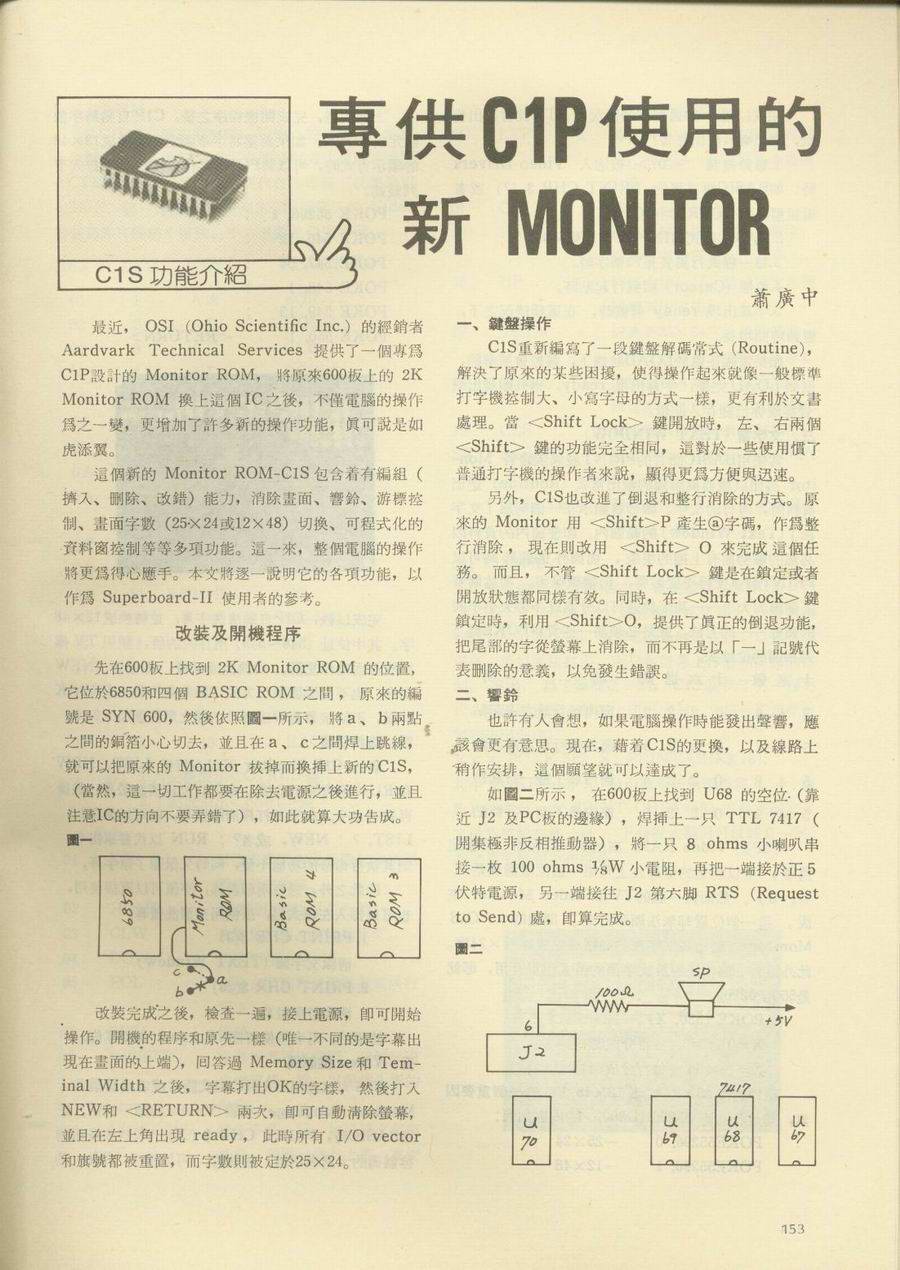 專供C1P使用的
新 MONITOR
C1S 功能介紹
蕭廣中
最近， OSI (Ohio Scientific Inc.) 的經銷者
Aardvark Technical Services 提供了一個專爲
C1P設計的 Monitor ROM， 將原來600板上的 2K
Monitor ROM 換上這個IC之後，不僅電腦的操作
爲之一變，更增加了許多新的操作功能，眞可說是如
虎添翼。
這個新的 Monitor ROM-C1S包含着有編組（
擠入、刪除、改錯）能力，消除畫面、響鈴、游標控
制、畫面字數（25×24或12×48）切換、可程式化的
資料窗控制等等多項功能。這一來，整個電腦的操作
將更爲得心應手。本文將逐一說明它的各項功能，以
作爲 Superboard-II 使用者的參考。
改裝及開機程序
先在600板上找到 2K Monitor ROM 的位置，
它位於6850和四個 BASIC ROM 之間， 原來的編
號是 SYN 600，然後依照圖一所示， 將a、b兩點
之間的銅箔小心切去，並且在a、c之間焊上跳線，
就可以把原來的 Monitor 拔掉而換揷上新的C1S，
（當然，這一切工作都要在除去電源之後進行，並且
注意IC的方向不要弄錯了），如此就算大功告成。
圖一
6850
Monitor ROM
Basic ROM 4
Basic ROM 3
c
a
b
改裝完成之後，檢查一遍，接上電源，卽可開始
操作。開機的程序和原先一樣（唯一不同的是字幕出
現在畫面的上端），回答過 Memory Size和 Tem-
inal Width 之後， 字幕打出OK的字樣， 然後打入
NEW和 <RETURN> 兩次，卽可自動淸除螢幕，
並且在左上角出現 ready， 此時所有 I/O vector
和旗號都被重置，而字數則被定於25×24。
一、鍵盤操作
C1S重新編寫了一段鍵盤解碼常式（Routine），
解決了原來的某些困擾，使得操作起來就像一般標準
打字機控制大、小寫字母的方式一樣，更有利於文書
處理。當 <Shift Lock> 鍵開放時， 左、 右兩個
<Shift> 鍵的功能完全相同， 這對於一些使用慣了
普通打字機的操作者來說，顯得更爲方便與迅速。
另外，C1S也改進了倒退和整行消除的方式。原
來的 Monitor 用 <Shift>P 產生ⓐ字碼，作爲整
行消除， 現在則改用 <Shift> O 來完成 這個任
務。 而且， 不管 <Shift Lock> 鍵是在鎖定或者
開放狀態都同樣有效。同時，在 <Shift Lock> 鍵
鎖定時，利用 <Shift>O，提供了眞正的倒退功能，
把尾部的字從螢幕上消除，而不再是以「—」記號代
表刪除的意義，以免發生錯誤。
二、響鈴
也許有人會想，如果電腦操作時能發出聲響，應
該會更有意思。現在，藉着C1S的更換，以及線路上
稍作安排，這個願望就可以達成了。
如圖二所示， 在600板上找到 U68 的空位（靠
近 J2 及PC板的邊緣），焊揷上一只 TTL 7417（
開集極非反相推動器），將一只 8 ohms 小喇叭串
接一枚 100 ohms ⅛W 小電阻，再把一端接於正5
伏特電源， 另一端接往 J2 第六脚 RTS (Request
to Send) 處，卽算完成。
圖二
SP
100Ω
+5V
6
J2
7417
U 70
U 69
U 68
U 67
153